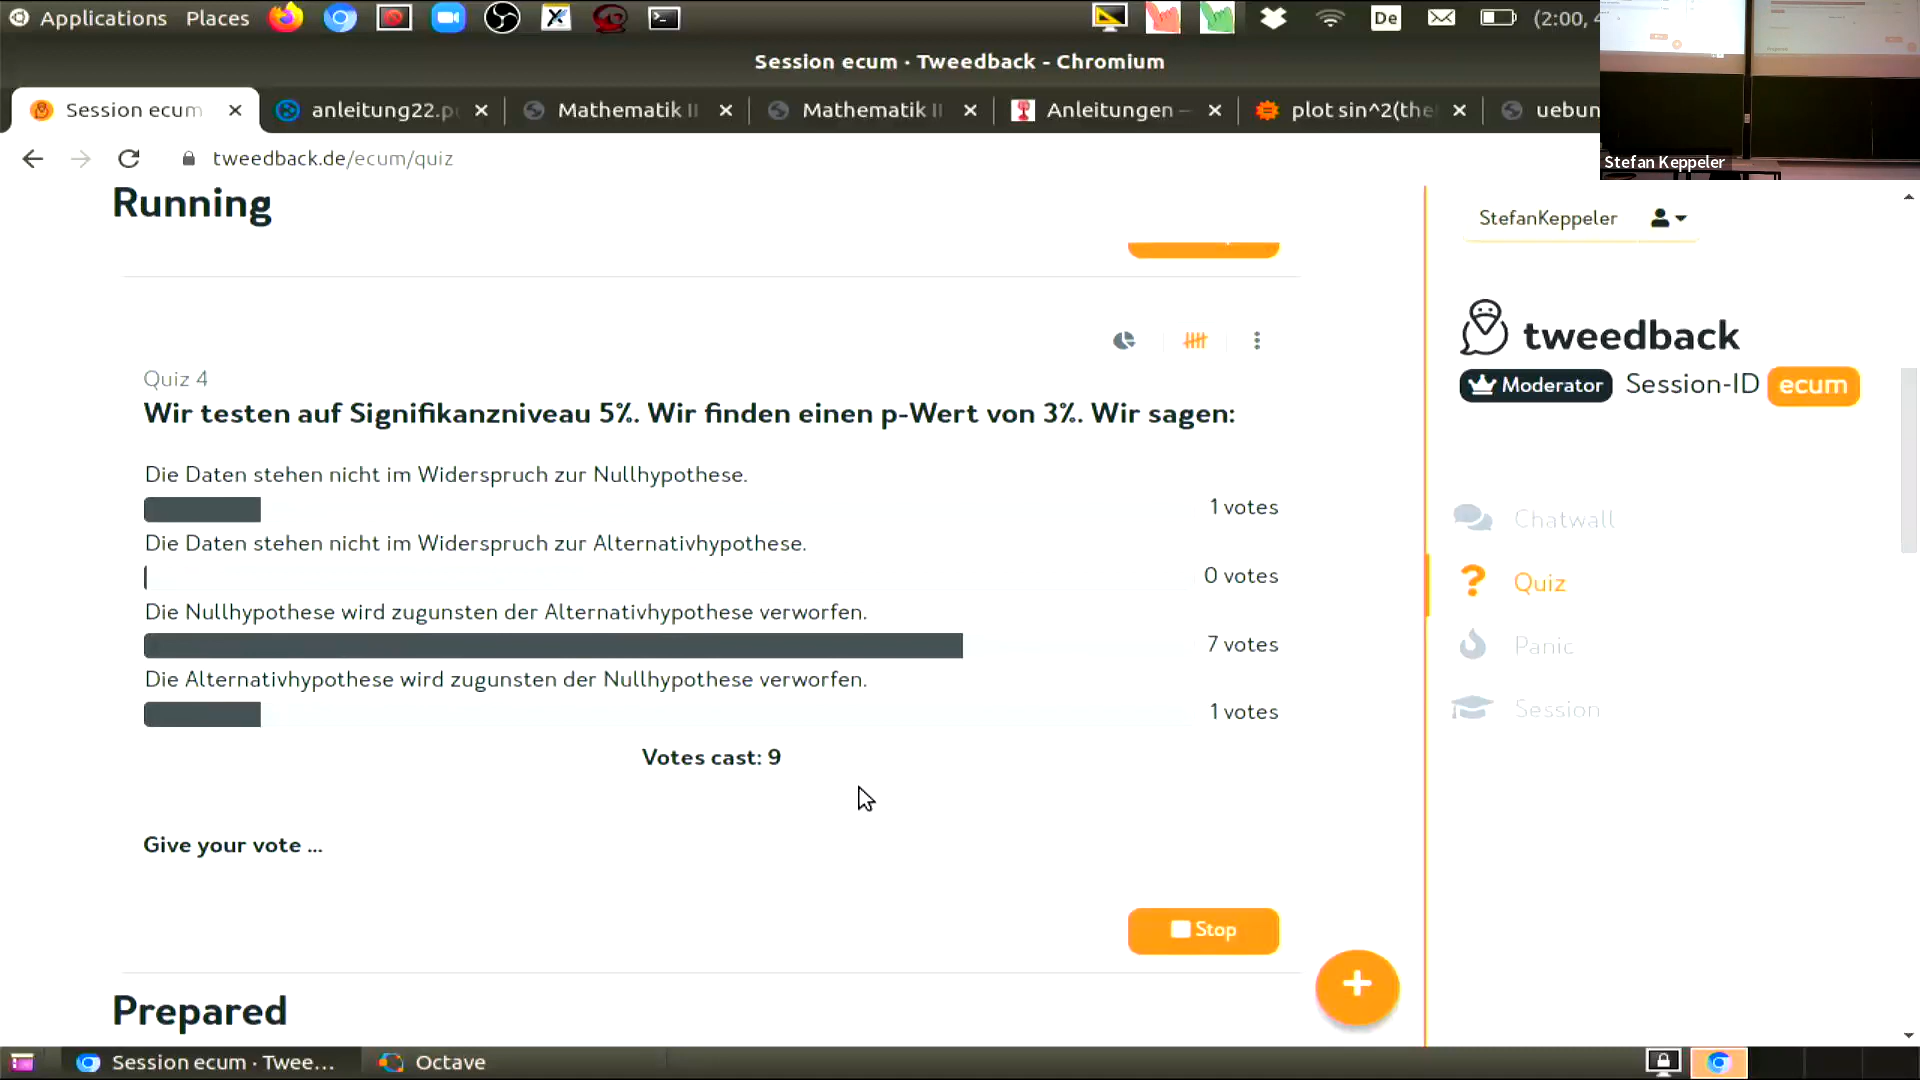 Applications Places
De
(2:00,
Session ecum · Tweedback - Chromium
Session ecum
anleitung22.p
Mathematik II
Mathematik II
Anleitungen –
plot sin^2(the
uebun
Stefan Keppeler
tweedback.de/ecum/quiz
Running
StefanKeppeler
tweedback
Moderator Session-ID ecum
Quiz 4
Wir testen auf Signifikanzniveau 5%. Wir finden einen p-Wert von 3%. Wir sagen:
Die Daten stehen nicht im Widerspruch zur Nullhypothese.
1 votes
Die Daten stehen nicht im Widerspruch zur Alternativhypothese.
0 votes
Die Nullhypothese wird zugunsten der Alternativhypothese verworfen.
7 votes
Die Alternativhypothese wird zugunsten der Nullhypothese verworfen.
1 votes
Votes cast: 9
Give your vote ...
Stop
Chatwall
Quiz
Panic
Session
Prepared
Session ecum · Twee...
Octave